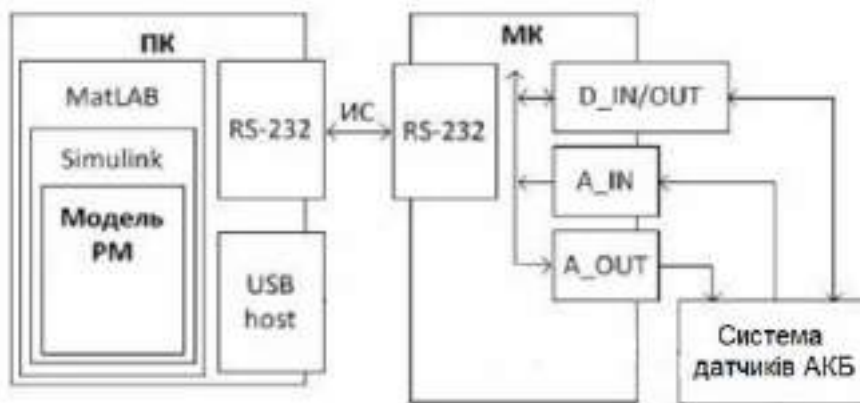 ПК
MatLAB
Simulink
Модель
РМ
RS-232
USB
host
ИС
МК
RS-232
D_IN/OUT
A_IN
A_OUT
Система
датчиків АКБ